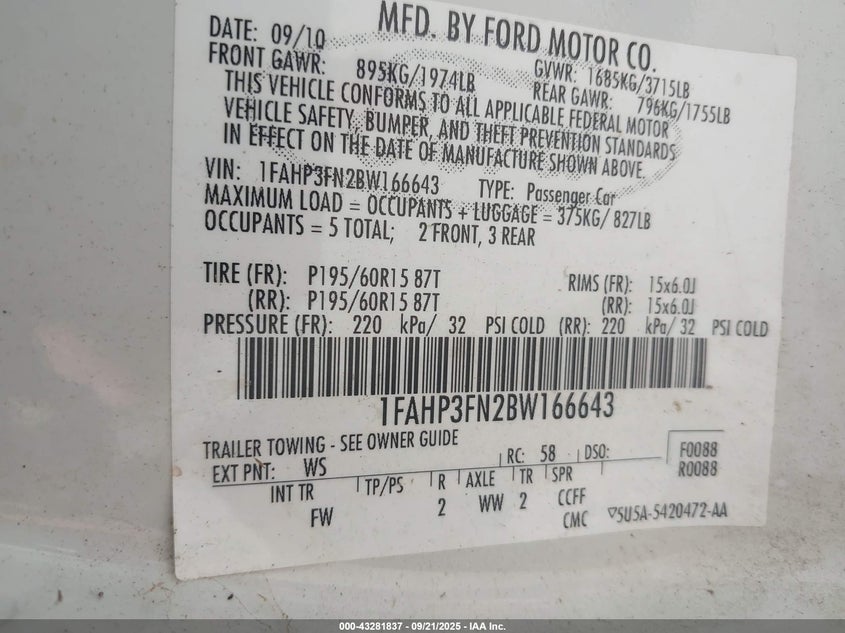 MFD. BY FORD MOTOR CO.
DATE: 09/10
GVWR: 1685KG/3715LB
FRONT GAWR: 895KG/1974LB
REAR GAWR: 796KG/1755LB
THIS VEHICLE CONFORMS TO ALL APPLICABLE FEDERAL MOTOR
VEHICLE SAFETY, BUMPER, AND THEFT PREVENTION STANDARDS
IN EFFECT ON THE DATE OF MANUFACTURE SHOWN ABOVE.
VIN: 1FAHP3FN2BW166643 TYPE: Passenger Car
MAXIMUM LOAD = OCCUPANTS + LUGGAGE = 375KG/ 827LB
OCCUPANTS = 5 TOTAL; 2 FRONT, 3 REAR
TIRE (FR): P195/60R15 87T RIMS (FR): 15x6.0J
(RR): P195/60R15 87T (RR): 15x6.0J
PRESSURE (FR): 220 kPa/ 32 PSI COLD (RR): 220 kPa/ 32 PSI COLD
1FAHP3FN2BW166643
TRAILER TOWING - SEE OWNER GUIDE
EXT PNT: WS RC: 58 DSO: F0088
R0088
INT TR TP/PS R AXLE TR SPR
FW 2 WW 2 CCFF
CMC ▽5U5A-5420472-AA
000-43281837 - 09/21/2025 - IAA Inc.